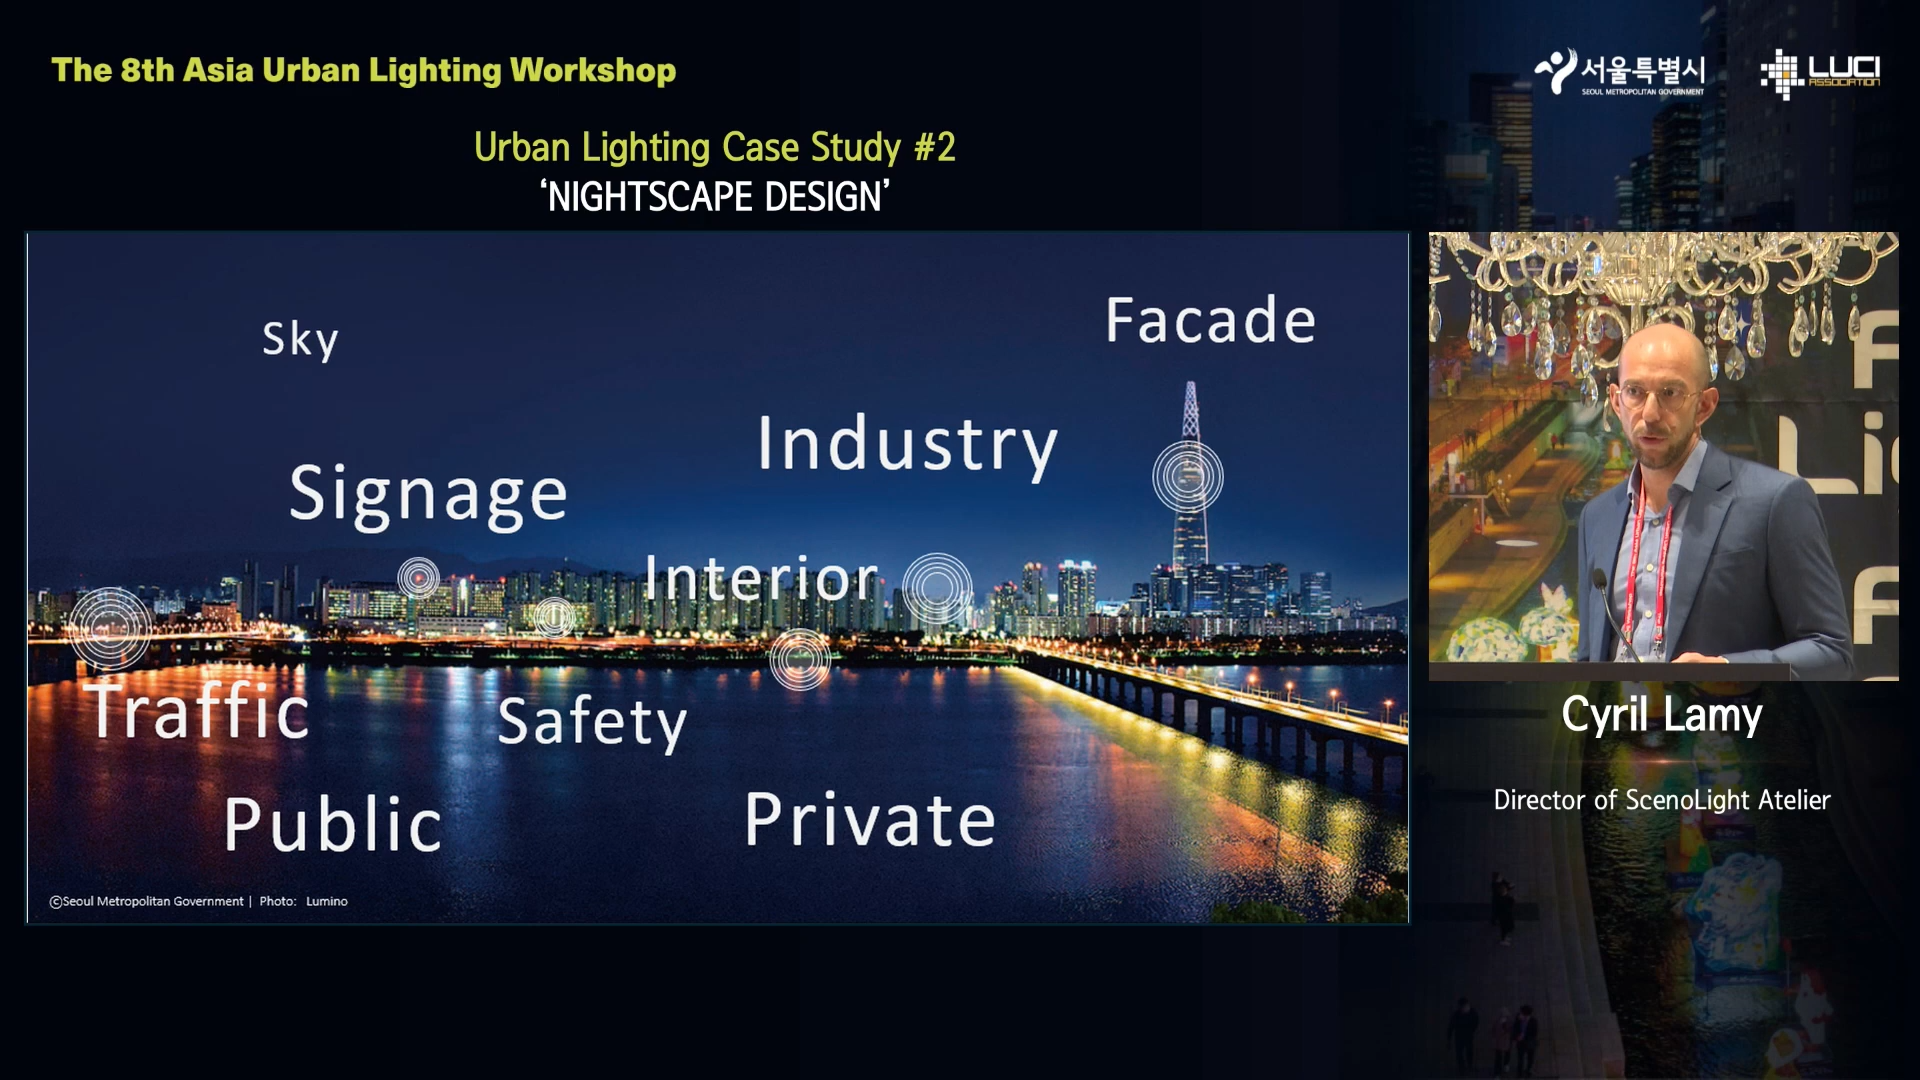 The 8th Asia Urban Lighting Workshop
서울특별시
SEOUL METROPOLITAN GOVERNMENT
LUCI
ASSOCIATION
Urban Lighting Case Study #2
‘NIGHTSCAPE DESIGN’
Sky
Facade
Industry
Signage
Interior
Traffic
Safety
Public
Private
©Seoul Metropolitan Government | Photo: Lumino
Cyril Lamy
Director of ScenoLight Atelier